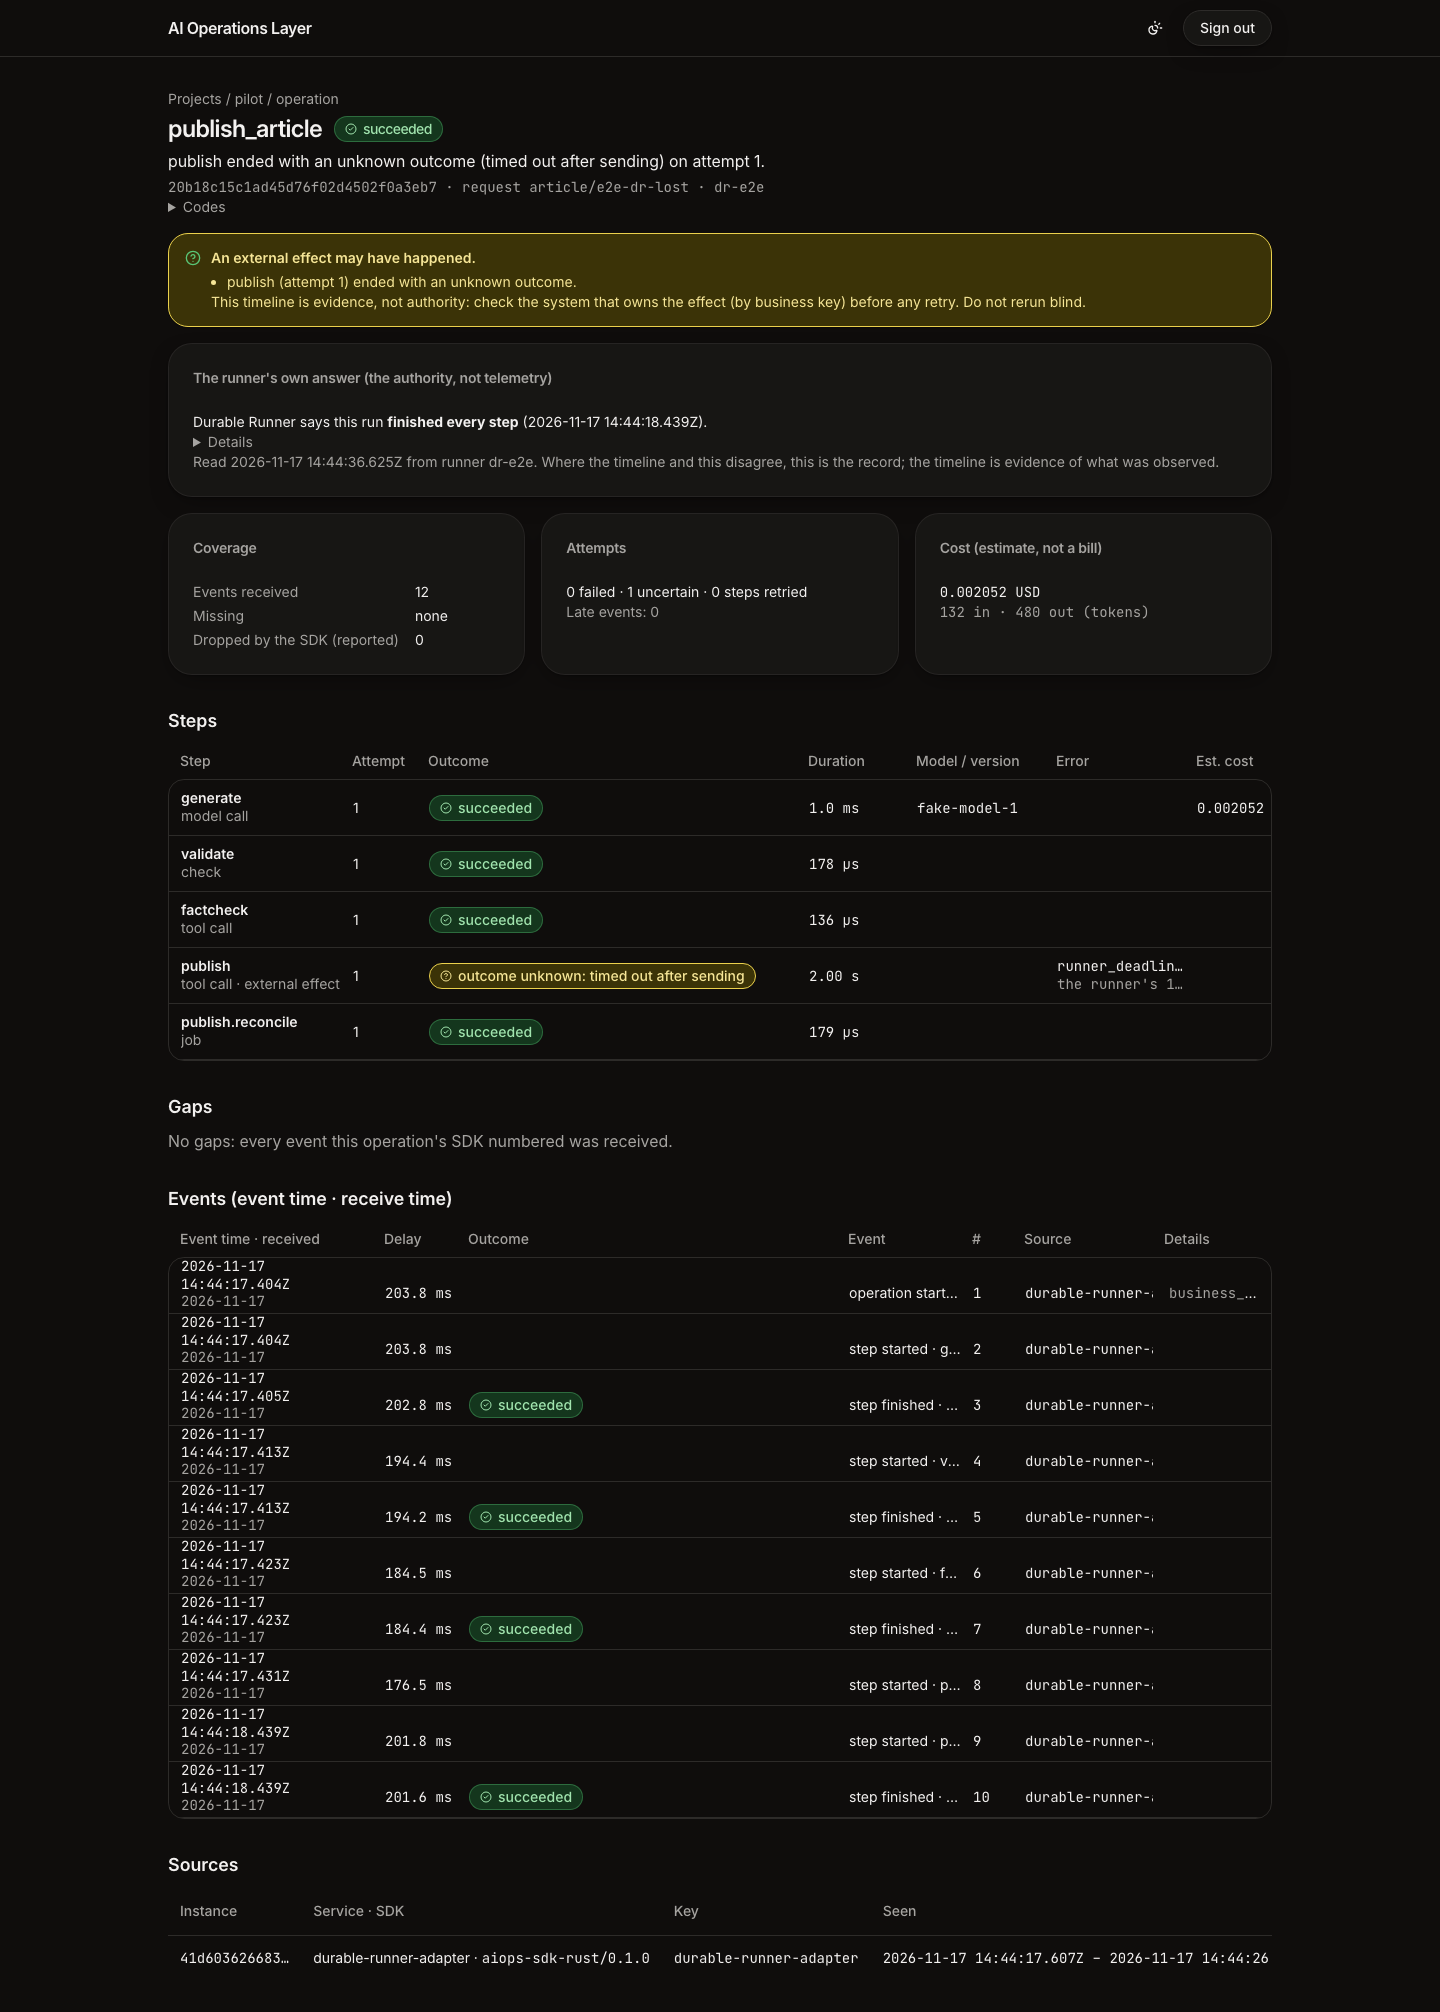 AI Operations Layer
Sign out
Projects / pilot / operation
publish_article
succeeded
publish ended with an unknown outcome (timed out after sending) on attempt 1.
20b18c15c1ad45d76f02d4502f0a3eb7 · request article/e2e-dr-lost · dr-e2e
Codes
An external effect may have happened.
• publish (attempt 1) ended with an unknown outcome.
This timeline is evidence, not authority: check the system that owns the effect (by business key) before any retry. Do not rerun blind.
The runner's own answer (the authority, not telemetry)
Durable Runner says this run finished every step (2026-11-17 14:44:18.439Z).
Details
Read 2026-11-17 14:44:36.625Z from runner dr-e2e. Where the timeline and this disagree, this is the record; the timeline is evidence of what was observed.
Coverage
Events received 12
Missing none
Dropped by the SDK (reported) 0
Attempts
0 failed · 1 uncertain · 0 steps retried
Late events: 0
Cost (estimate, not a bill)
0.002052 USD
132 in · 480 out (tokens)
Steps
Step Attempt Outcome Duration Model / version Error Est. cost
generate
model call
1 succeeded 1.0 ms fake-model-1 0.002052
validate
check
1 succeeded 178 µs
factcheck
tool call
1 succeeded 136 µs
publish
tool call · external effect
1 outcome unknown: timed out after sending 2.00 s
runner_deadlin…
the runner's 1…
publish.reconcile
job
1 succeeded 179 µs
Gaps
No gaps: every event this operation's SDK numbered was received.
Events (event time · receive time)
Event time · received Delay Outcome Event # Source Details
2026-11-17
14:44:17.404Z
2026-11-17
203.8 ms operation start… 1 durable-runner- business_…
2026-11-17
14:44:17.404Z
2026-11-17
203.8 ms step started · g… 2 durable-runner-
2026-11-17
14:44:17.405Z
2026-11-17
202.8 ms succeeded step finished · … 3 durable-runner-
2026-11-17
14:44:17.413Z
2026-11-17
194.4 ms step started · v… 4 durable-runner-
2026-11-17
14:44:17.413Z
2026-11-17
194.2 ms succeeded step finished · … 5 durable-runner-
2026-11-17
14:44:17.423Z
2026-11-17
184.5 ms step started · f… 6 durable-runner-
2026-11-17
14:44:17.423Z
2026-11-17
184.4 ms succeeded step finished · … 7 durable-runner-
2026-11-17
14:44:17.431Z
2026-11-17
176.5 ms step started · p… 8 durable-runner-
2026-11-17
14:44:18.439Z
2026-11-17
201.8 ms step started · p… 9 durable-runner-
2026-11-17
14:44:18.439Z
2026-11-17
201.6 ms succeeded step finished · … 10 durable-runner-
Sources
Instance Service · SDK Key Seen
41d603626683… durable-runner-adapter · aiops-sdk-rust/0.1.0 durable-runner-adapter 2026-11-17 14:44:17.607Z – 2026-11-17 14:44:26